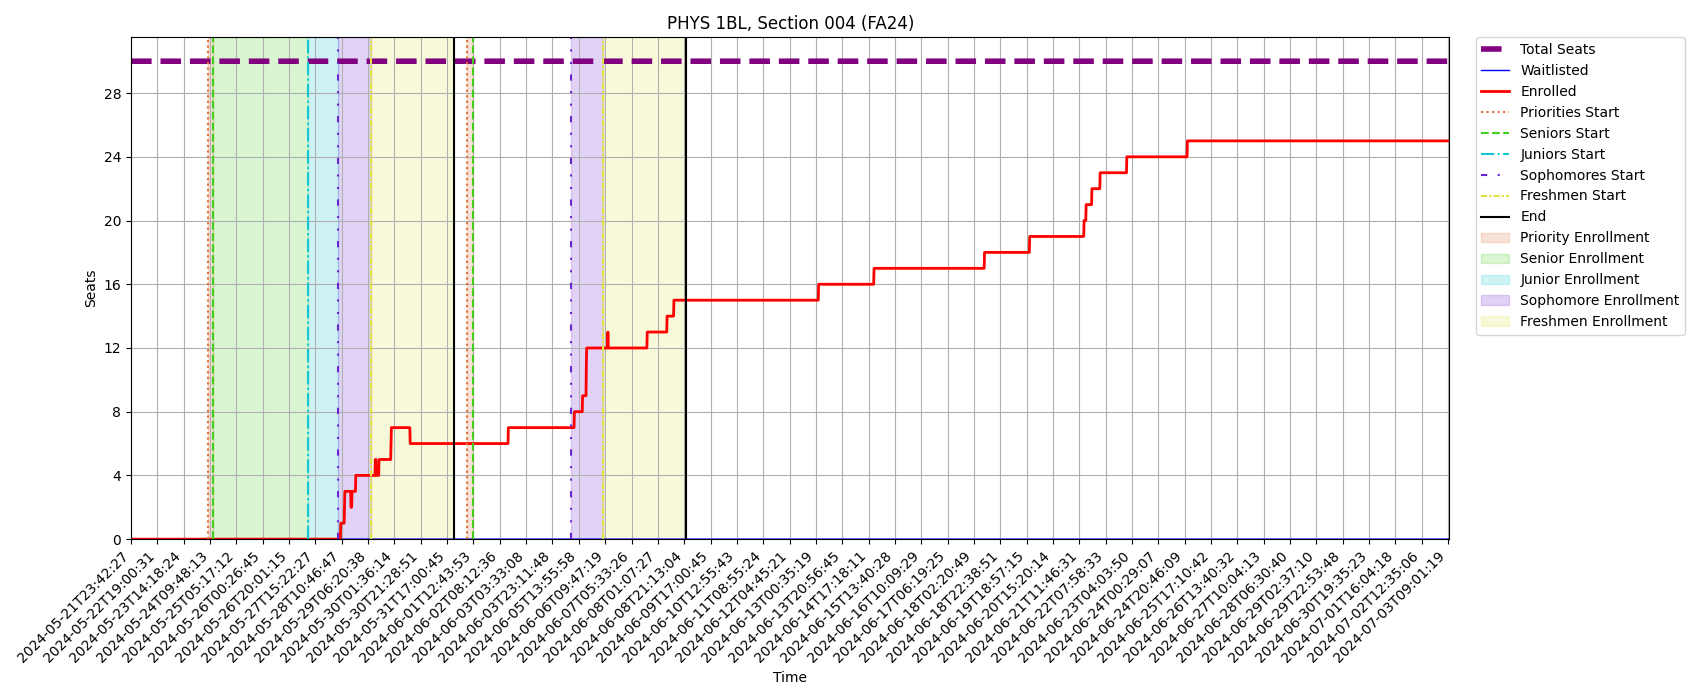 PHYS 1BL, Section 004 (FA24)
Total Seats
Waitlisted
Enrolled
Priorities Start
Seniors Start
Juniors Start
Sophomores Start
Freshmen Start
End
Priority Enrollment
Senior Enrollment
Junior Enrollment
Sophomore Enrollment
Freshmen Enrollment
Seats
28
24
20
16
12
8
4
0
2024-05-21T23:42:27
2024-05-22T19:00:31
2024-05-23T14:18:24
2024-05-24T09:48:13
2024-05-25T05:17:12
2024-05-26T00:26:45
2024-05-26T20:01:15
2024-05-27T15:22:27
2024-05-28T10:46:47
2024-05-29T06:20:38
2024-05-30T01:36:14
2024-05-30T21:28:51
2024-05-31T17:00:45
2024-06-01T12:43:53
2024-06-02T08:12:36
2024-06-03T03:33:08
2024-06-03T23:11:48
2024-06-05T13:55:58
2024-06-06T09:47:19
2024-06-07T05:33:26
2024-06-08T01:07:27
2024-06-08T21:13:04
2024-06-09T17:00:45
2024-06-10T12:55:43
2024-06-11T08:55:24
2024-06-12T04:45:21
2024-06-13T00:35:19
2024-06-13T20:56:45
2024-06-14T17:18:11
2024-06-15T13:40:28
2024-06-16T10:09:29
2024-06-17T06:19:25
2024-06-18T02:20:49
2024-06-18T22:38:51
2024-06-19T18:57:15
2024-06-20T15:20:14
2024-06-21T11:46:31
2024-06-22T07:58:33
2024-06-23T04:03:50
2024-06-24T00:29:07
2024-06-24T20:46:09
2024-06-25T17:10:42
2024-06-26T13:40:32
2024-06-27T10:04:13
2024-06-28T06:30:40
2024-06-29T02:37:10
2024-06-29T22:53:48
2024-06-30T19:35:23
2024-07-01T16:04:18
2024-07-02T12:35:06
2024-07-03T09:01:19
Time